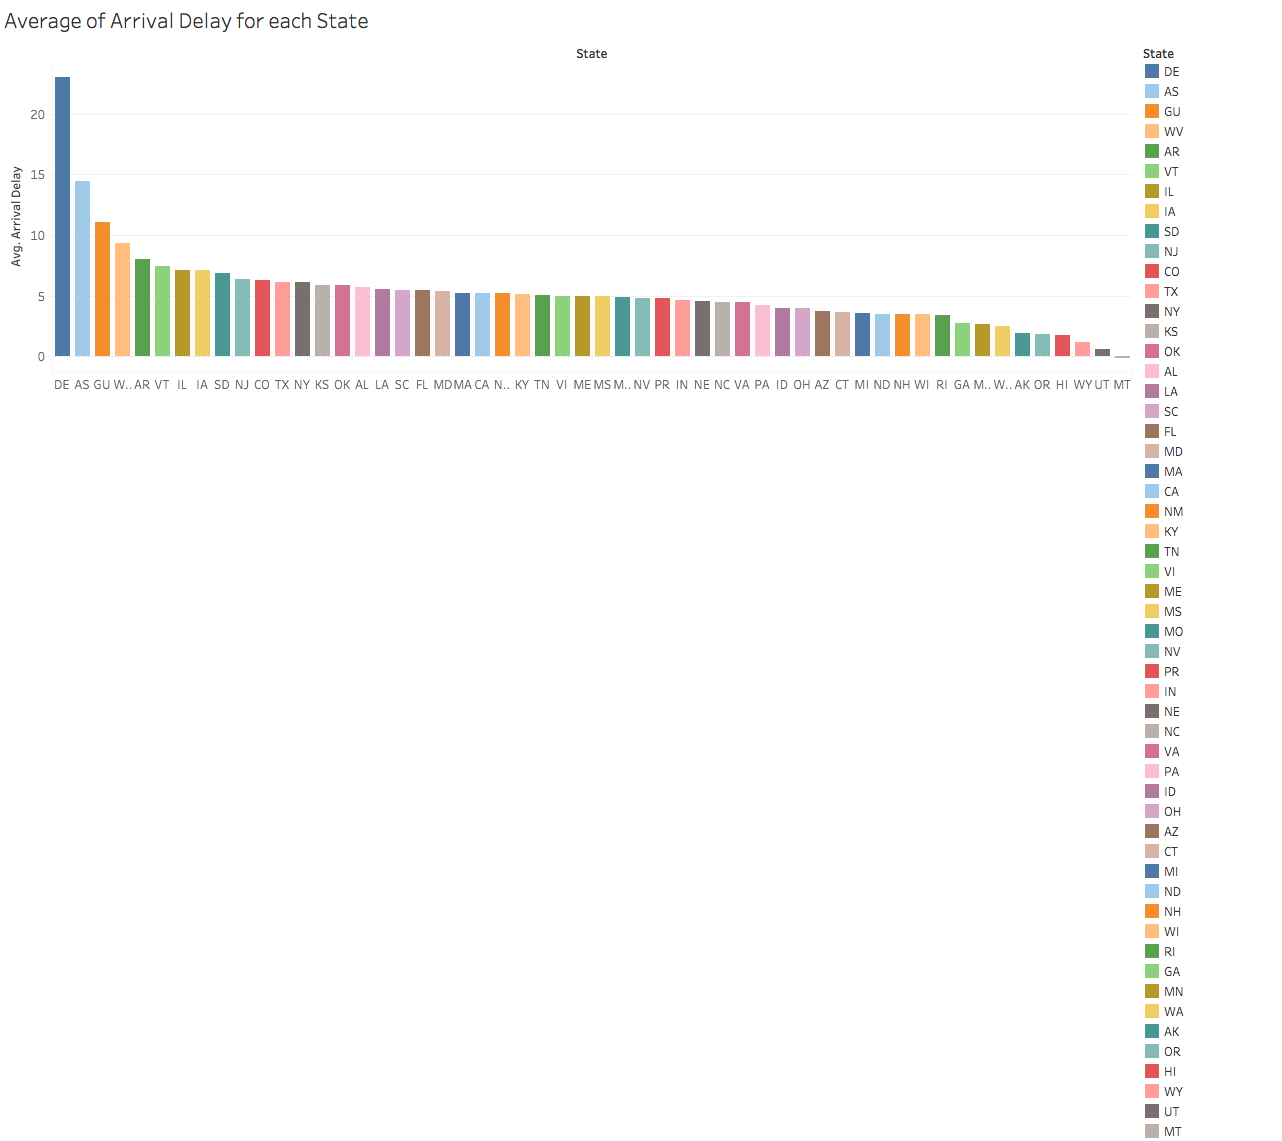 Average of Arrival Delay for each State
State
Avg. Arrival Delay
20
15
10
5
0
DE AS GU W.. AR VT IL IA SD NJ CO TX NY KS OK AL LA SC FL MD MA CA N.. KY TN VI ME MS M.. NV PR IN NE NC VA PA ID OH AZ CT MI ND NH WI RI GA M.. W.. AK OR HI WY UT MT
State
DE
AS
GU
WV
AR
VT
IL
IA
SD
NJ
CO
TX
NY
KS
OK
AL
LA
SC
FL
MD
MA
CA
NM
KY
TN
VI
ME
MS
MO
NV
PR
IN
NE
NC
VA
PA
ID
OH
AZ
CT
MI
ND
NH
WI
RI
GA
MN
WA
AK
OR
HI
WY
UT
MT